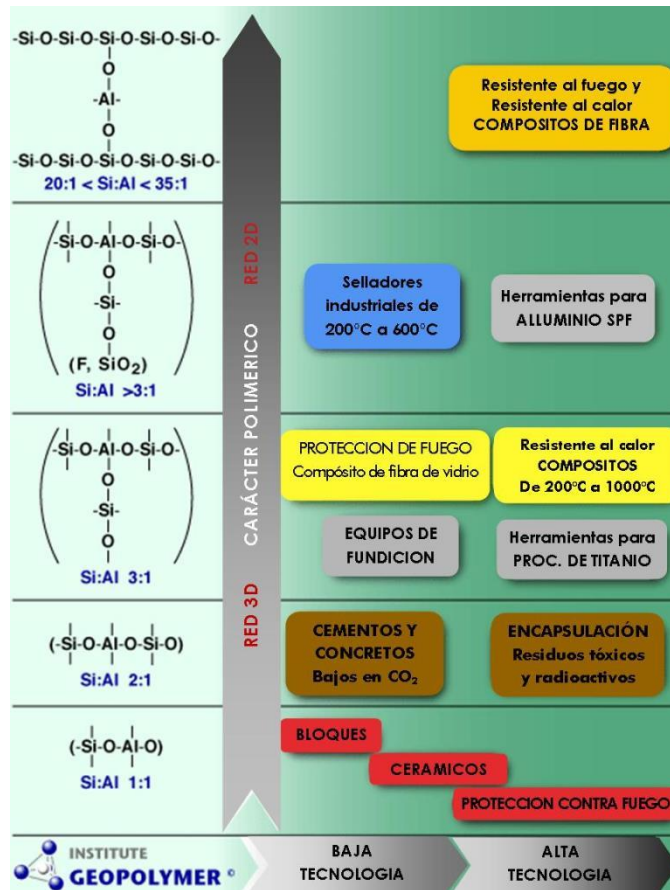 -Si-O-Si-O-Si-O-Si-O-Si-O-
O
-Al-
O
-Si-O-Si-O-Si-O-Si-O-Si-O-
20:1 < Si:Al < 35:1
Resistente al fuego y
Resistente al calor
COMPOSITOS DE FIBRA
-Si-O-Al-O-Si-O-
O
-Si-
O
(F, SiO₂)
Si:Al >3:1
RED 2D
Selladores
industriales de
200°C a 600°C
Herramientas para
ALLUMINIO SPF
CARÁCTER POLIMERICO
-Si-O-Al-O-Si-O-
O
-Si-
O
Si:Al 3:1
PROTECCION DE FUEGO
Compósito de fibra de vidrio
Resistente al calor
COMPOSITOS
De 200°C a 1000°C
EQUIPOS DE
FUNDICION
Herramientas para
PROC. DE TITANIO
RED 3D
(-Si-O-Al-O-Si-O)
Si:Al 2:1
CEMENTOS Y
CONCRETOS
Bajos en CO₂
ENCAPSULACIÓN
Residuos tóxicos
y radioactivos
(-Si-O-Al-O)
Si:Al 1:1
BLOQUES
CERAMICOS
PROTECCION CONTRA FUEGO
INSTITUTE
GEOPOLYMER ©
BAJA
TECNOLOGIA
ALTA
TECNOLOGIA